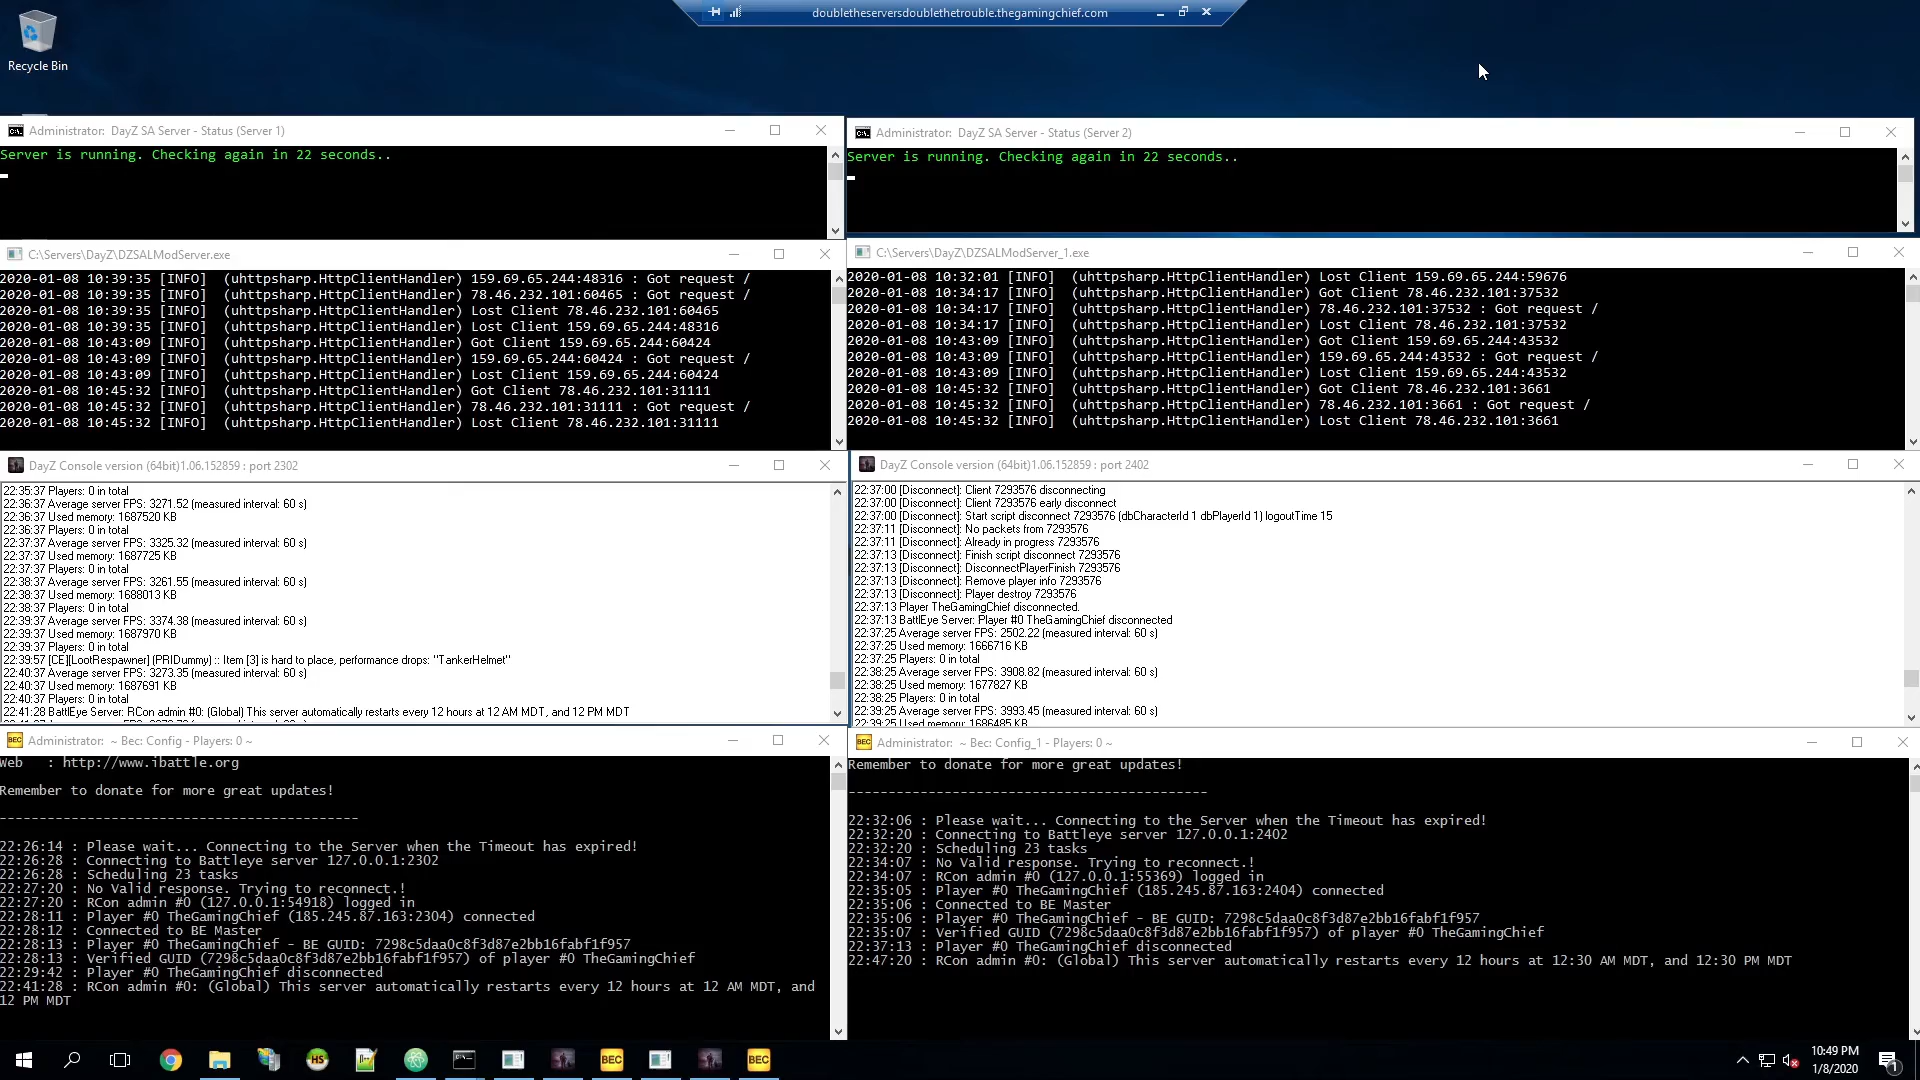 doubletheserversdoublethetrouble.thegamingchief.com
Recycle Bin
Administrator:  DayZ SA Server - Status (Server 1)
Server is running. Checking again in 22 seconds..
C:\Servers\DayZ\DZSALModServer.exe
2020-01-08 10:39:35 [INFO]  (uhttpsharp.HttpClientHandler) 159.69.65.244:48316 : Got request /
2020-01-08 10:39:35 [INFO]  (uhttpsharp.HttpClientHandler) 78.46.232.101:60465 : Got request /
2020-01-08 10:39:35 [INFO]  (uhttpsharp.HttpClientHandler) Lost Client 78.46.232.101:60465
2020-01-08 10:39:35 [INFO]  (uhttpsharp.HttpClientHandler) Lost Client 159.69.65.244:48316
2020-01-08 10:43:09 [INFO]  (uhttpsharp.HttpClientHandler) Got Client 159.69.65.244:60424
2020-01-08 10:43:09 [INFO]  (uhttpsharp.HttpClientHandler) 159.69.65.244:60424 : Got request /
2020-01-08 10:43:09 [INFO]  (uhttpsharp.HttpClientHandler) Lost Client 159.69.65.244:60424
2020-01-08 10:45:32 [INFO]  (uhttpsharp.HttpClientHandler) Got Client 78.46.232.101:31111
2020-01-08 10:45:32 [INFO]  (uhttpsharp.HttpClientHandler) 78.46.232.101:31111 : Got request /
2020-01-08 10:45:32 [INFO]  (uhttpsharp.HttpClientHandler) Lost Client 78.46.232.101:31111
DayZ Console version (64bit)1.06.152859 : port 2302
22:35:37 Players: 0 in total
22:36:37 Average server FPS: 3271.52 (measured interval: 60 s)
22:36:37 Used memory: 1687520 KB
22:36:37 Players: 0 in total
22:37:37 Average server FPS: 3325.32 (measured interval: 60 s)
22:37:37 Used memory: 1687725 KB
22:37:37 Players: 0 in total
22:38:37 Average server FPS: 3261.55 (measured interval: 60 s)
22:38:37 Used memory: 1688013 KB
22:38:37 Players: 0 in total
22:39:37 Average server FPS: 3374.38 (measured interval: 60 s)
22:39:37 Used memory: 1687970 KB
22:39:37 Players: 0 in total
22:39:57 [CE][LootRespawner] (PRIDummy) :: Item [3] is hard to place, performance drops: "TankerHelmet"
22:40:37 Average server FPS: 3273.35 (measured interval: 60 s)
22:40:37 Used memory: 1687691 KB
22:40:37 Players: 0 in total
22:41:28 BattlEye Server: RCon admin #0: (Global) This server automatically restarts every 12 hours at 12 AM MDT, and 12 PM MDT
Administrator:  ~ Bec: Config - Players: 0 ~
Web   : http://www.ibattle.org
Remember to donate for more great updates!
---------------------------------------------
22:26:14 : Please wait... Connecting to the Server when the Timeout has expired!
22:26:28 : Connecting to Battleye server 127.0.0.1:2302
22:26:28 : Scheduling 23 tasks
22:27:20 : No Valid response. Trying to reconnect.!
22:27:20 : RCon admin #0 (127.0.0.1:54918) logged in
22:28:11 : Player #0 TheGamingChief (185.245.87.163:2304) connected
22:28:12 : Connected to BE Master
22:28:13 : Player #0 TheGamingChief - BE GUID: 7298c5daa0c8f3d87e2bb16fabf1f957
22:28:13 : Verified GUID (7298c5daa0c8f3d87e2bb16fabf1f957) of player #0 TheGamingChief
22:29:42 : Player #0 TheGamingChief disconnected
22:41:28 : RCon admin #0: (Global) This server automatically restarts every 12 hours at 12 AM MDT, and
12 PM MDT
Administrator:  DayZ SA Server - Status (Server 2)
Server is running. Checking again in 22 seconds..
C:\Servers\DayZ\DZSALModServer_1.exe
2020-01-08 10:32:01 [INFO]  (uhttpsharp.HttpClientHandler) Lost Client 159.69.65.244:59676
2020-01-08 10:34:17 [INFO]  (uhttpsharp.HttpClientHandler) Got Client 78.46.232.101:37532
2020-01-08 10:34:17 [INFO]  (uhttpsharp.HttpClientHandler) 78.46.232.101:37532 : Got request /
2020-01-08 10:34:17 [INFO]  (uhttpsharp.HttpClientHandler) Lost Client 78.46.232.101:37532
2020-01-08 10:43:09 [INFO]  (uhttpsharp.HttpClientHandler) Got Client 159.69.65.244:43532
2020-01-08 10:43:09 [INFO]  (uhttpsharp.HttpClientHandler) 159.69.65.244:43532 : Got request /
2020-01-08 10:43:09 [INFO]  (uhttpsharp.HttpClientHandler) Lost Client 159.69.65.244:43532
2020-01-08 10:45:32 [INFO]  (uhttpsharp.HttpClientHandler) Got Client 78.46.232.101:3661
2020-01-08 10:45:32 [INFO]  (uhttpsharp.HttpClientHandler) 78.46.232.101:3661 : Got request /
2020-01-08 10:45:32 [INFO]  (uhttpsharp.HttpClientHandler) Lost Client 78.46.232.101:3661
DayZ Console version (64bit)1.06.152859 : port 2402
22:37:00 [Disconnect]: Client 7293576 disconnecting
22:37:00 [Disconnect]: Client 7293576 early disconnect
22:37:00 [Disconnect]: Start script disconnect 7293576 (dbCharacterId 1 dbPlayerId 1) logoutTime 15
22:37:11 [Disconnect]: No packets from 7293576
22:37:11 [Disconnect]: Already in progress 7293576
22:37:13 [Disconnect]: Finish script disconnect 7293576
22:37:13 [Disconnect]: DisconnectPlayerFinish 7293576
22:37:13 [Disconnect]: Remove player info 7293576
22:37:13 [Disconnect]: Player destroy 7293576
22:37:13 Player TheGamingChief disconnected.
22:37:13 BattlEye Server: Player #0 TheGamingChief disconnected
22:37:25 Average server FPS: 2502.22 (measured interval: 60 s)
22:37:25 Used memory: 1666716 KB
22:37:25 Players: 0 in total
22:38:25 Average server FPS: 3908.82 (measured interval: 60 s)
22:38:25 Used memory: 1677827 KB
22:38:25 Players: 0 in total
22:39:25 Average server FPS: 3993.45 (measured interval: 60 s)
22:39:25 Used memory: 1686485 KB
Administrator:  ~ Bec: Config_1 - Players: 0 ~
Remember to donate for more great updates!
---------------------------------------------
22:32:06 : Please wait... Connecting to the Server when the Timeout has expired!
22:32:20 : Connecting to Battleye server 127.0.0.1:2402
22:32:20 : Scheduling 23 tasks
22:34:07 : No Valid response. Trying to reconnect.!
22:34:07 : RCon admin #0 (127.0.0.1:55369) logged in
22:35:05 : Player #0 TheGamingChief (185.245.87.163:2404) connected
22:35:06 : Connected to BE Master
22:35:06 : Player #0 TheGamingChief - BE GUID: 7298c5daa0c8f3d87e2bb16fabf1f957
22:35:07 : Verified GUID (7298c5daa0c8f3d87e2bb16fabf1f957) of player #0 TheGamingChief
22:37:13 : Player #0 TheGamingChief disconnected
22:47:20 : RCon admin #0: (Global) This server automatically restarts every 12 hours at 12:30 AM MDT, and 12:30 PM MDT
HS
BEC
BEC
10:49 PM
1/8/2020
1